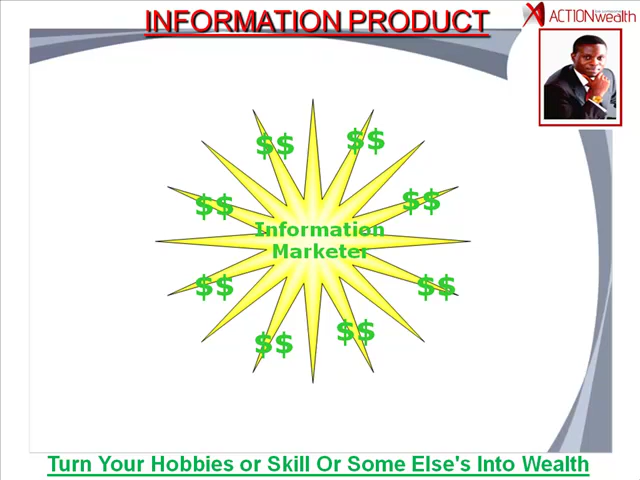 INFORMATION PRODUCT
ACTIONwealth
$$ $$
$$ $$
Information
Marketer
$$ $$
$$ $$
Turn Your Hobbies or Skill Or Some Else's Into Wealth